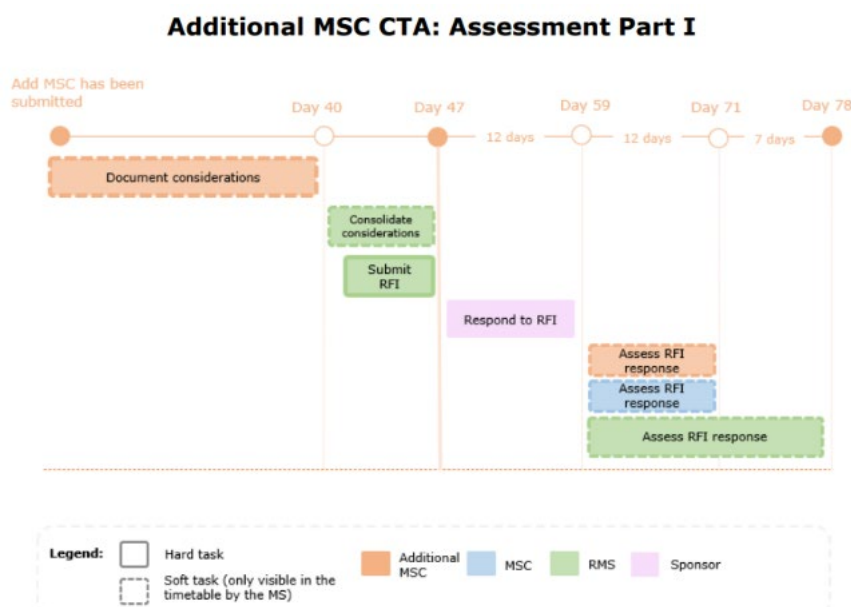 Additional MSC CTA: Assessment Part I
Add MSC has been
submitted
Day 40
Day 47
Day 59
Day 71
Day 78
12 days
12 days
7 days
Document considerations
Consolidate
considerations
Submit
RFI
Respond to RFI
Assess RFI
response
Assess RFI
response
Assess RFI response
Legend:
Hard task
Soft task (only visible in the
timetable by the MS)
Additional
MSC
MSC
RMS
Sponsor